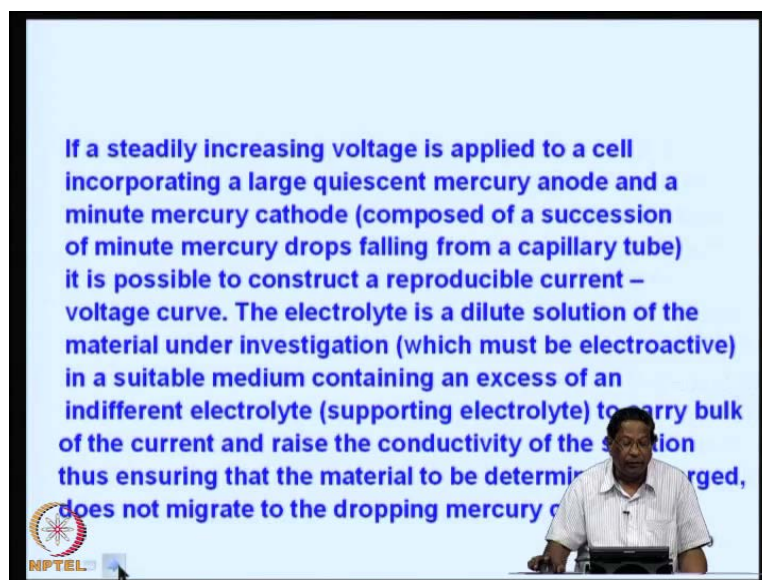 If a steadily increasing voltage is applied to a cell
incorporating a large quiescent mercury anode and a
minute mercury cathode (composed of a succession
of minute mercury drops falling from a capillary tube)
it is possible to construct a reproducible current –
voltage curve. The electrolyte is a dilute solution of the
material under investigation (which must be electroactive)
in a suitable medium containing an excess of an
indifferent electrolyte (supporting electrolyte) to carry bulk
of the current and raise the conductivity of the
thus ensuring that the material to be
does not migrate to the dropping mercury
NPTEL